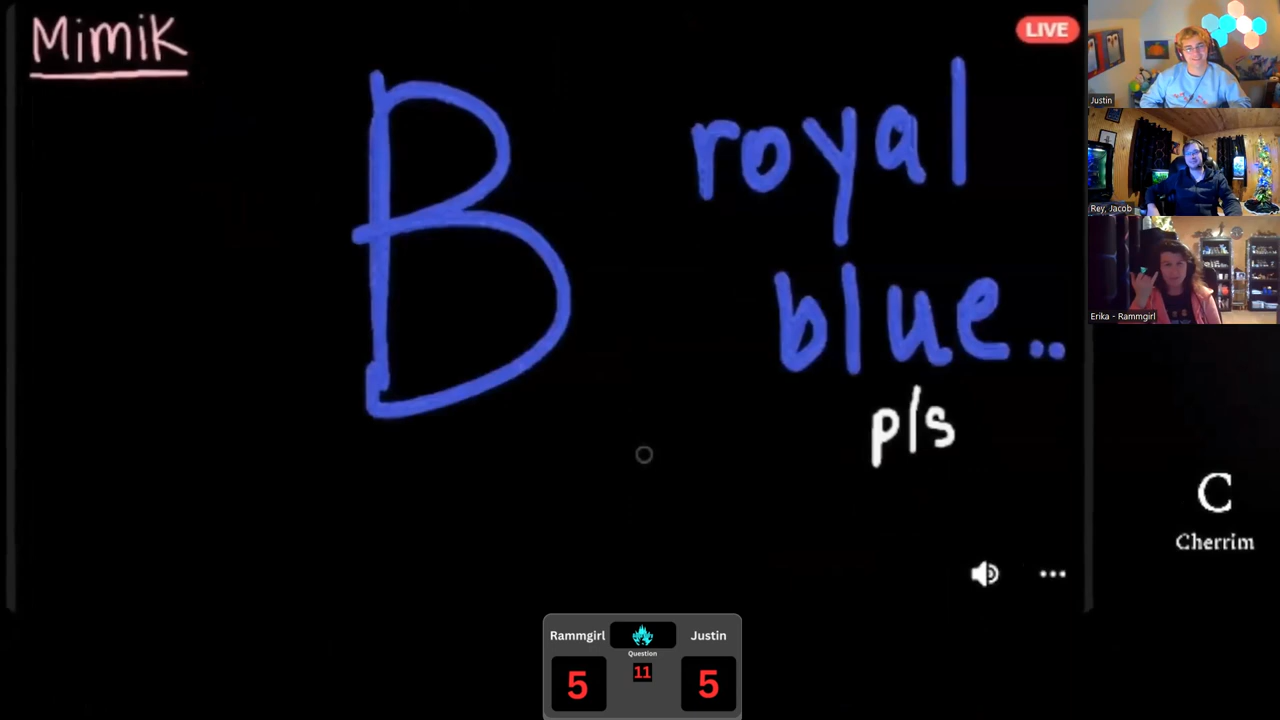 Mimik
LIVE
B
royal
blue..
p/s
Justin
Rey, Jacob
Erika - Rammgirl
C
Cherrim
Rammgirl
Justin
Question
5
11
5